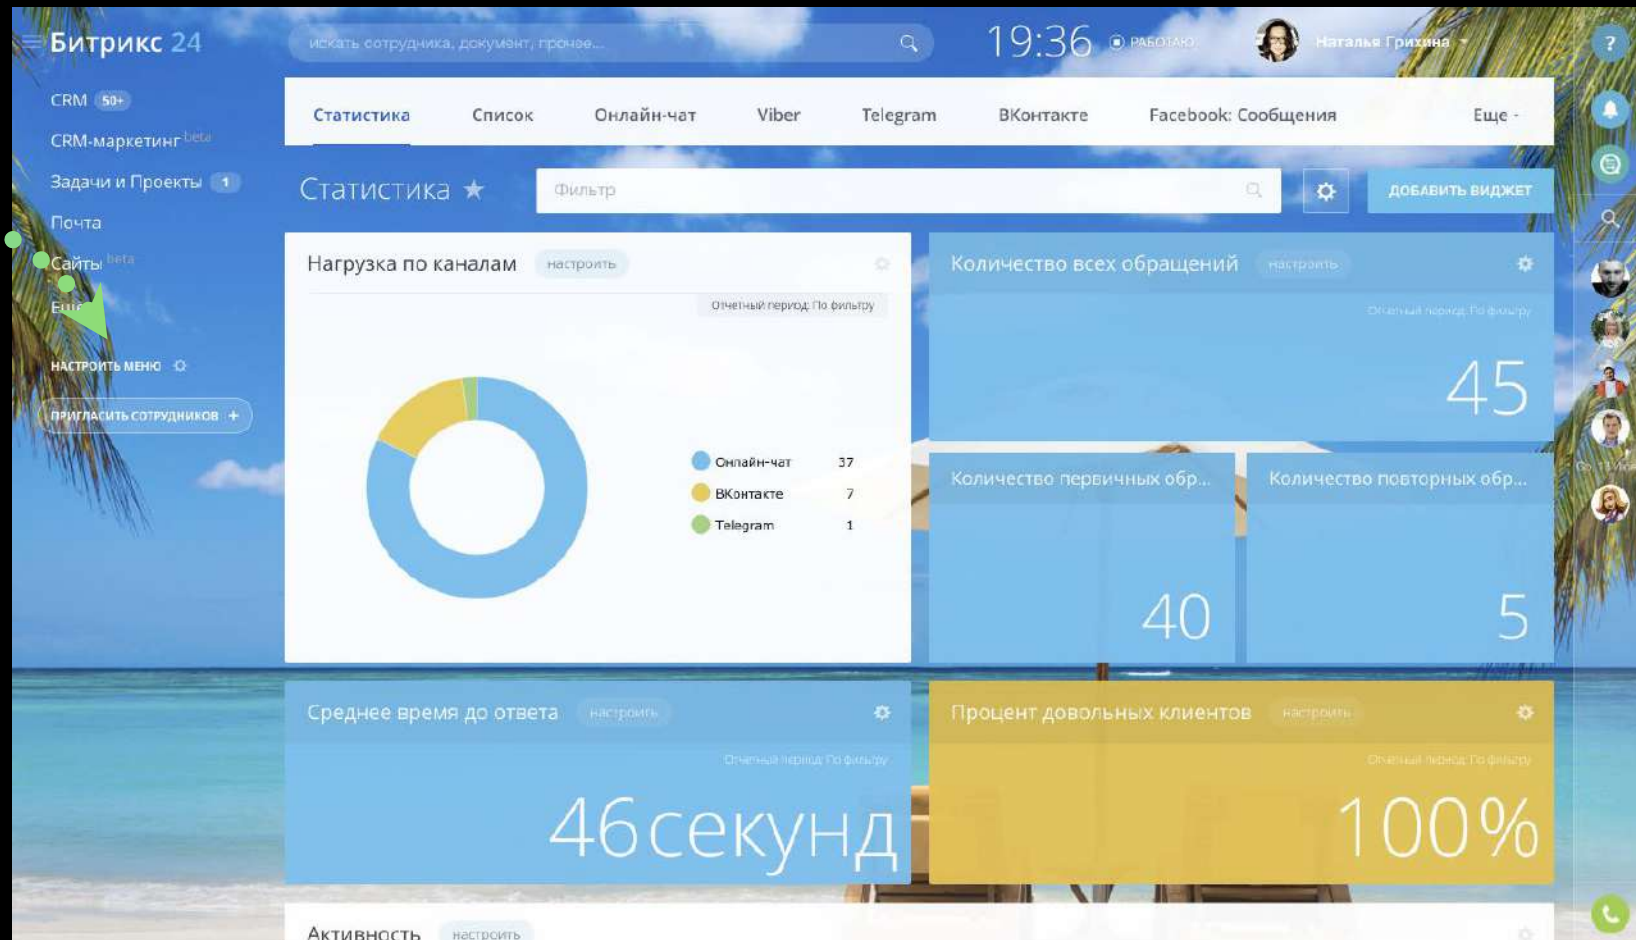 Битрикс 24
искать сотрудника, документ, прочее...
19:36
РАБОТАЮ
Наталья Грихина
?
CRM 50+
CRM-маркетинг beta
Задачи и Проекты 1
Почта
Сайты beta
Еще
НАСТРОИТЬ МЕНЮ
ПРИГЛАСИТЬ СОТРУДНИКОВ +
Статистика Список Онлайн-чат Viber Telegram ВКонтакте Facebook: Сообщения Еще -
Статистика
Фильтр
ДОБАВИТЬ ВИДЖЕТ
Нагрузка по каналам настроить
Отчетный период: По фильтру
Онлайн-чат 37
ВКонтакте 7
Telegram 1
Количество всех обращений настроить
Отчетный период: По фильтру
45
Количество первичных обр...
40
Количество повторных обр...
5
Среднее время до ответа настроить
Отчетный период: По фильтру
46 секунд
Процент довольных клиентов настроить
Отчетный период: По фильтру
100%
Активность настроить